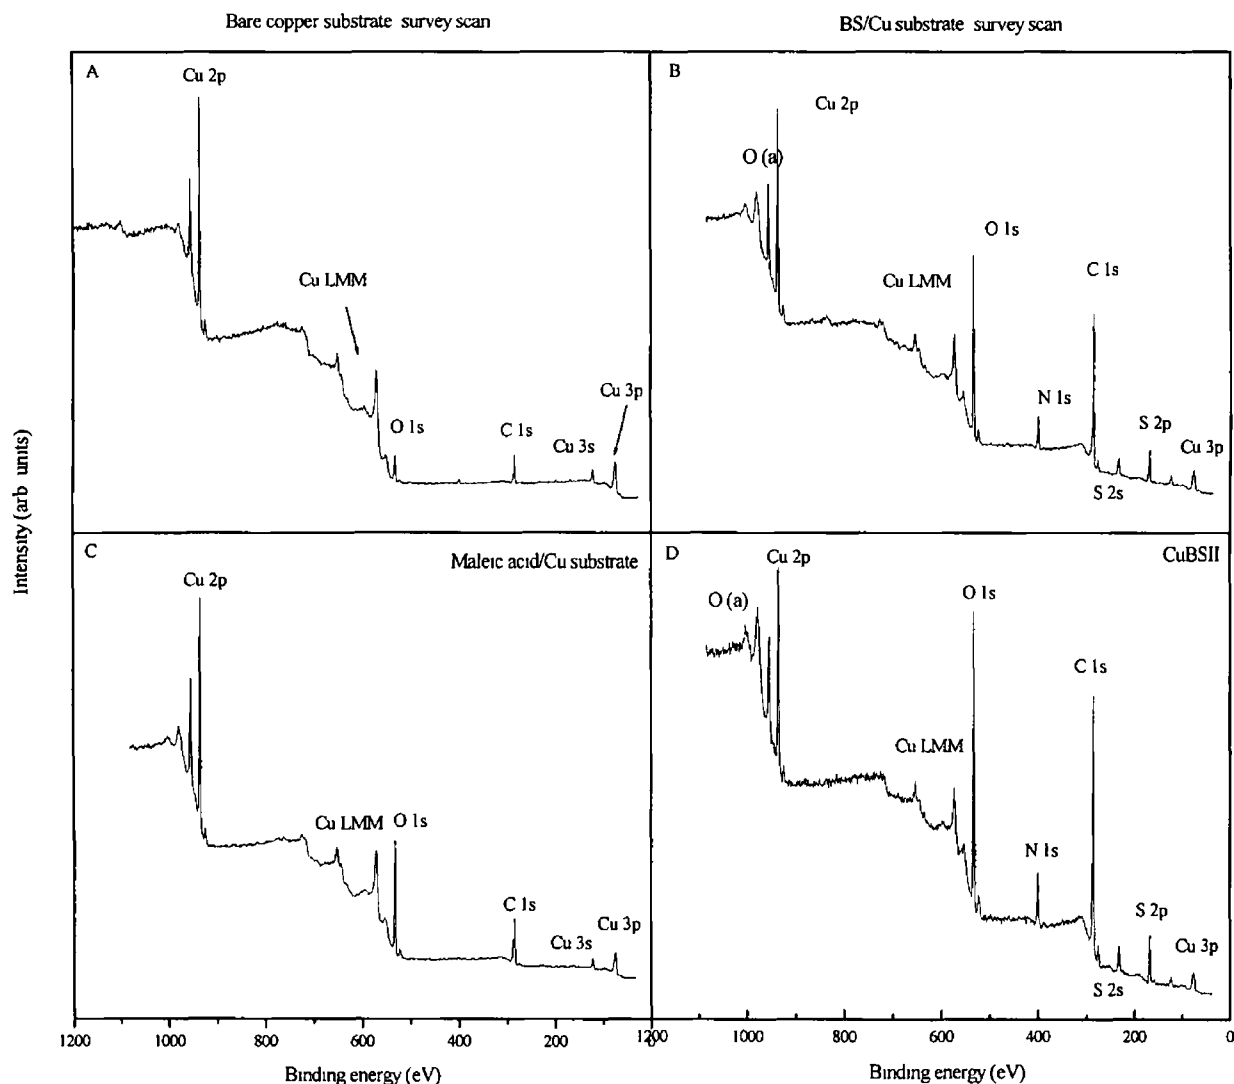 Bare copper substrate survey scan
BS/Cu substrate survey scan
A
Cu 2p
Cu LMM
O 1s
C 1s
Cu 3s
Cu 3p
B
Cu 2p
O (a)
O 1s
C 1s
Cu LMM
N 1s
S 2p
Cu 3p
S 2s
Intensity (arb units)
C
Maleic acid/Cu substrate
Cu 2p
Cu LMM
O 1s
C 1s
Cu 3s
Cu 3p
D
CuBSII
Cu 2p
O (a)
O 1s
C 1s
Cu LMM
N 1s
S 2p
Cu 3p
S 2s
1200 1000 800 600 400 200 1200 1000 800 600 400 200 0
Binding energy (eV)
Binding energy (eV)